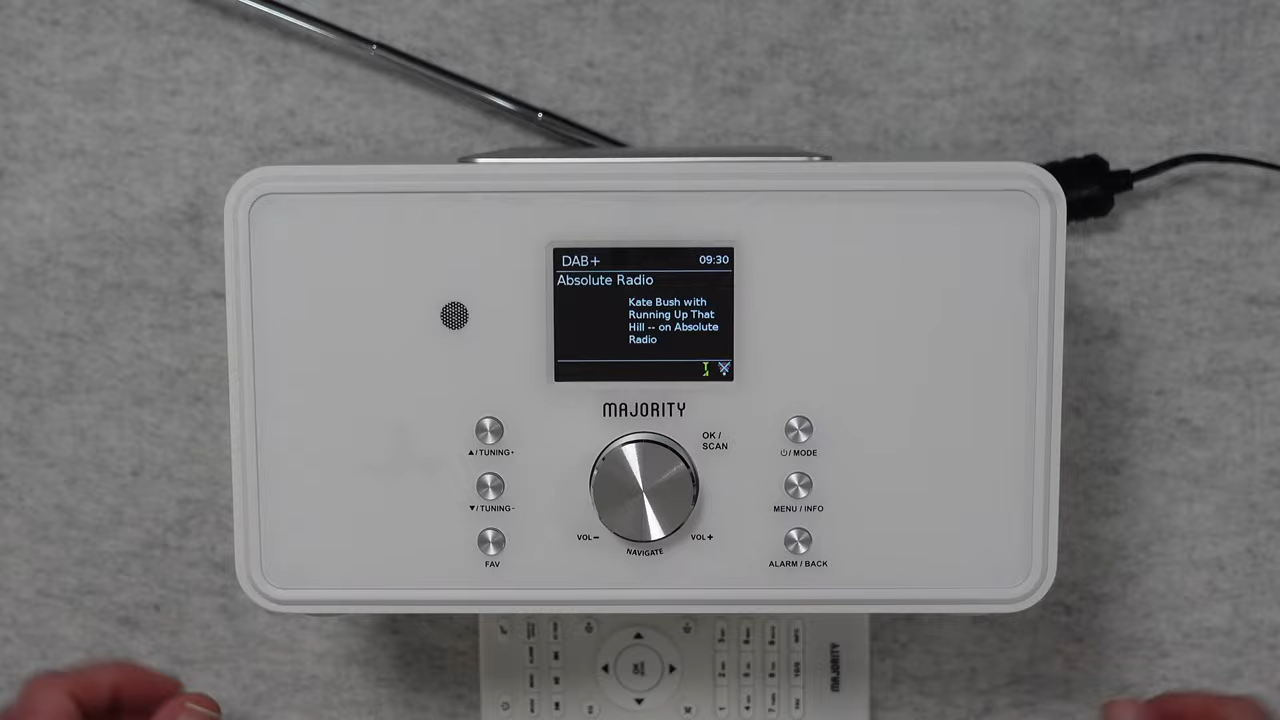 DAB+ 09:30
Absolute Radio
Kate Bush with
Running Up That
Hill -- on Absolute
Radio
MAJORITY
OK /
SCAN
▲/TUNING+
⏻/MODE
▼/TUNING-
MENU / INFO
VOL−
VOL+
NAVIGATE
FAV
ALARM / BACK
OK
MAJORITY